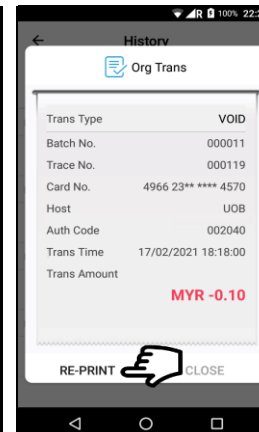 R 100% 22:
History
Org Trans
Trans Type VOID
Batch No. 000011
Trace No. 000119
Card No. 4966 23** **** 4570
Host UOB
Auth Code 002040
Trans Time 17/02/2021 18:18:00
Trans Amount
MYR -0.10
RE-PRINT CLOSE